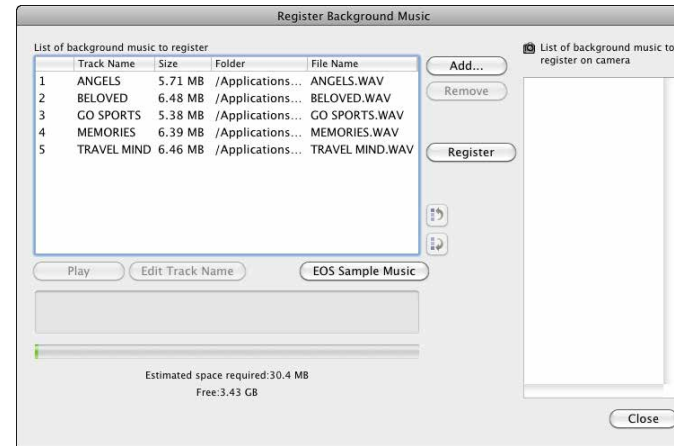 Register Background Music
List of background music to register
Track Name Size Folder File Name
1 ANGELS 5.71 MB /Applications... ANGELS.WAV
2 BELOVED 6.48 MB /Applications... BELOVED.WAV
3 GO SPORTS 5.38 MB /Applications... GO SPORTS.WAV
4 MEMORIES 6.39 MB /Applications... MEMORIES.WAV
5 TRAVEL MIND 6.46 MB /Applications... TRAVEL MIND.WAV
Add...
Remove
Register
List of background music to
register on camera
Play
Edit Track Name
EOS Sample Music
Estimated space required:30.4 MB
Free:3.43 GB
Close